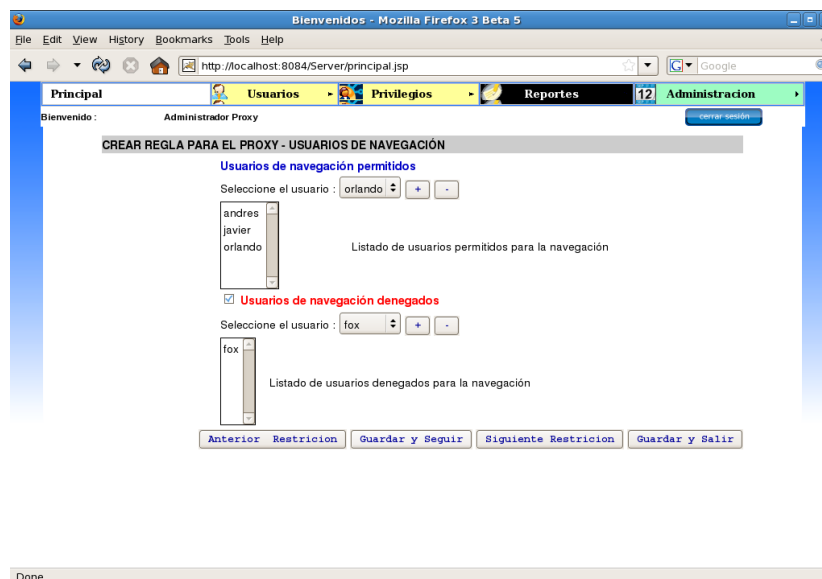 Bienvenidos - Mozilla Firefox 3 Beta 5
File Edit View History Bookmarks Tools Help
http://localhost:8084/Server/principal.jsp G Google
Principal Usuarios Privilegios Reportes 12 Administracion
Bienvenido : Administrador Proxy cerrar sesión
CREAR REGLA PARA EL PROXY - USUARIOS DE NAVEGACIÓN
Usuarios de navegación permitidos
Seleccione el usuario : orlando + -
andres
javier
orlando
Listado de usuarios permitidos para la navegación
Usuarios de navegación denegados
Seleccione el usuario : fox + -
fox
Listado de usuarios denegados para la navegación
Anterior Restricion Guardar y Seguir Siguiente Restricion Guardar y Salir
Done